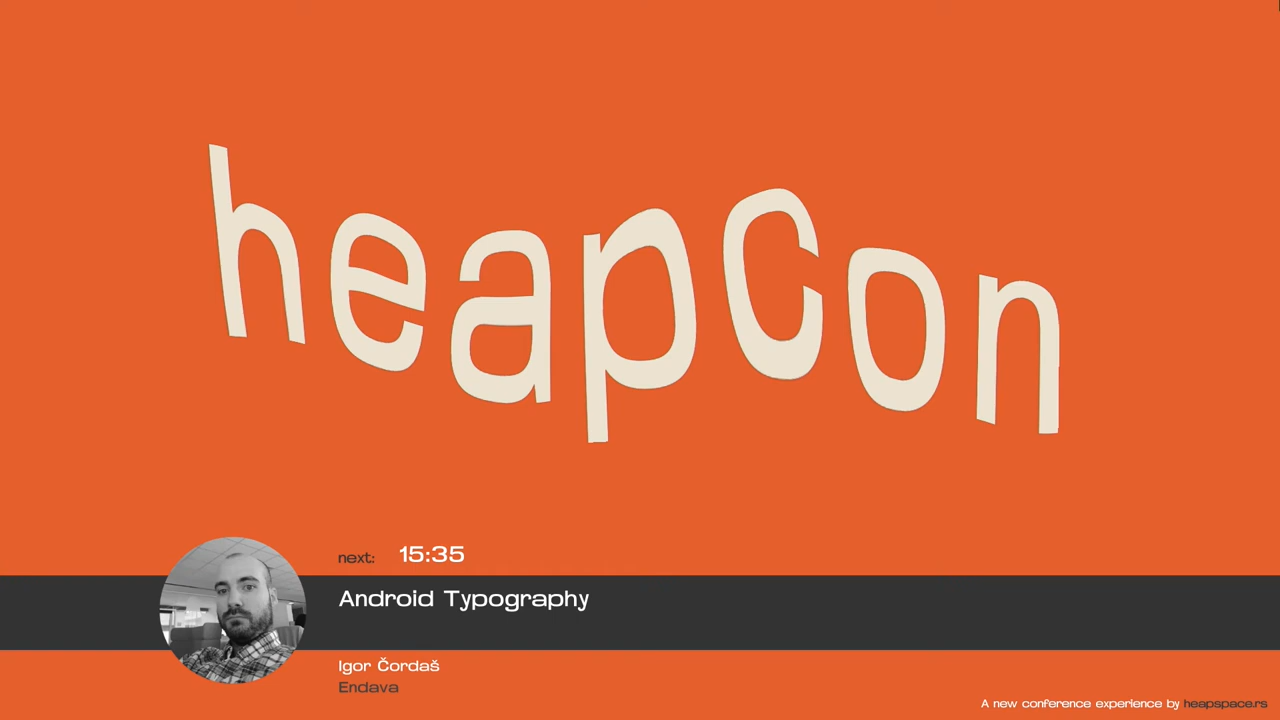 heapcon
next: 15:35
Android Typography
Igor Čordaš
Endava
A new conference experience by heapspace.rs